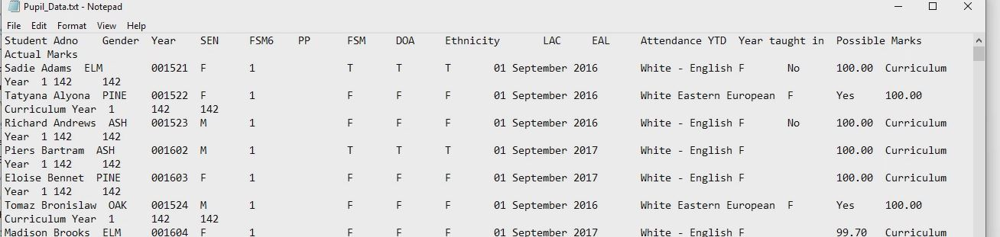 Pupil_Data.txt - Notepad
File Edit Format View Help
Student Adno Gender Year SEN FSM6 PP FSM DOA Ethnicity LAC EAL Attendance YTD Year taught in Possible Marks
Actual Marks
Sadie Adams ELM 001521 F 1 T T T 01 September 2016 White - English F No 100.00 Curriculum
Year 1 142 142
Tatyana Alyona PINE 001522 F 1 F F F 01 September 2016 White Eastern European F Yes 100.00
Curriculum Year 1 142 142
Richard Andrews ASH 001523 M 1 F F F 01 September 2016 White - English F No 100.00 Curriculum
Year 1 142 142
Piers Bartram ASH 001602 M 1 T T T 01 September 2017 White - English F 100.00 Curriculum
Year 1 142 142
Eloise Bennet PINE 001603 F 1 F F F 01 September 2017 White - English F 100.00 Curriculum
Year 1 142 142
Tomaz Bronislaw OAK 001524 M 1 F F F 01 September 2016 White Eastern European F Yes 100.00
Curriculum Year 1 142 142
Madison Brooks ELM 001604 F 1 F F F 01 September 2017 White - English F 99.70 Curriculum